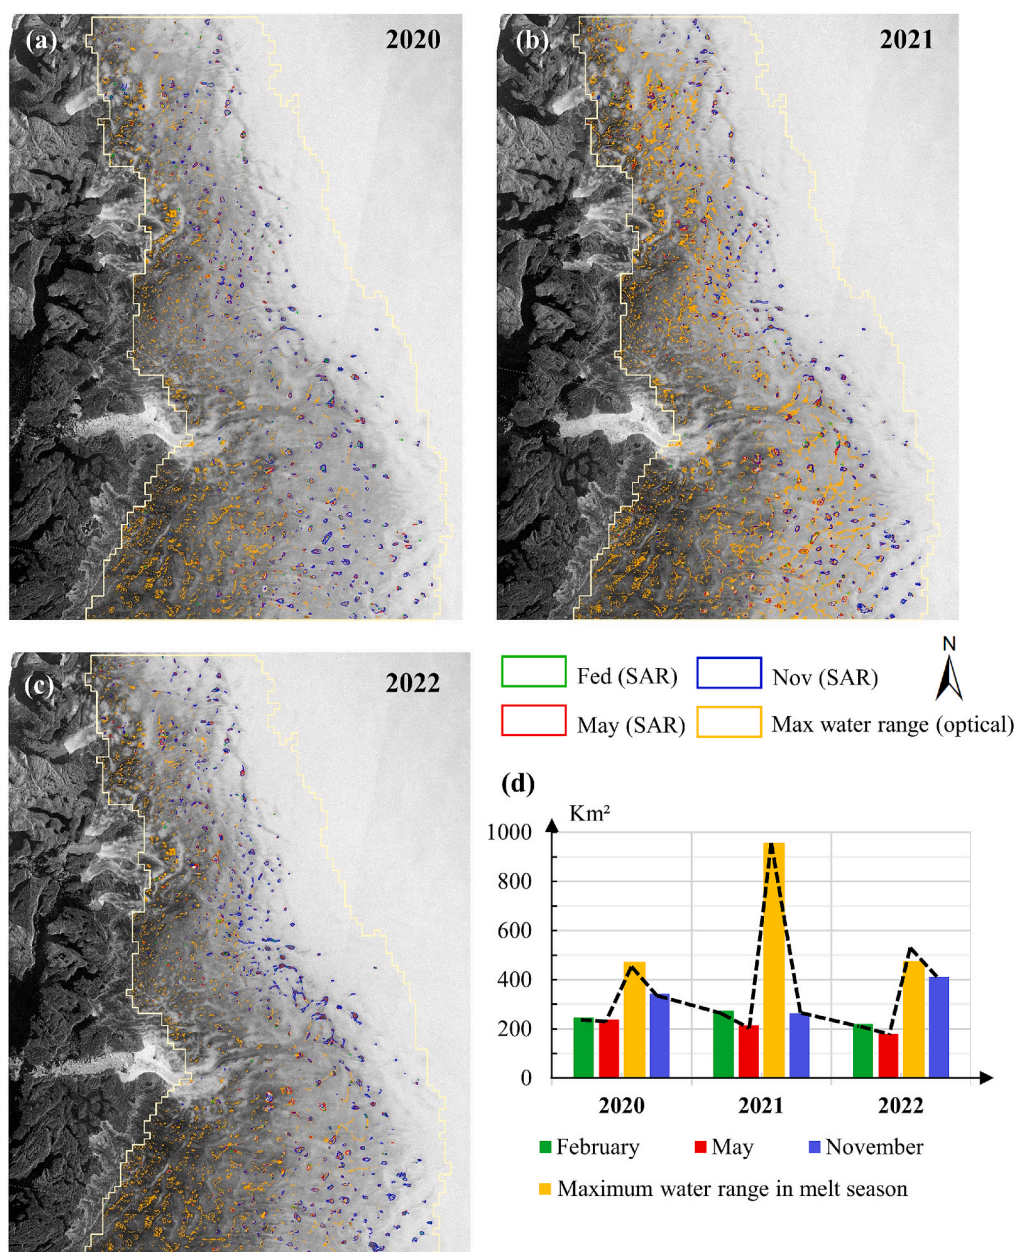 (a)
2020
(b)
2021
(c)
2022
N
Fed (SAR)
Nov (SAR)
May (SAR)
Max water range (optical)
(d)
Km²
1000
800
600
400
200
0
2020
2021
2022
February
May
November
Maximum water range in melt season